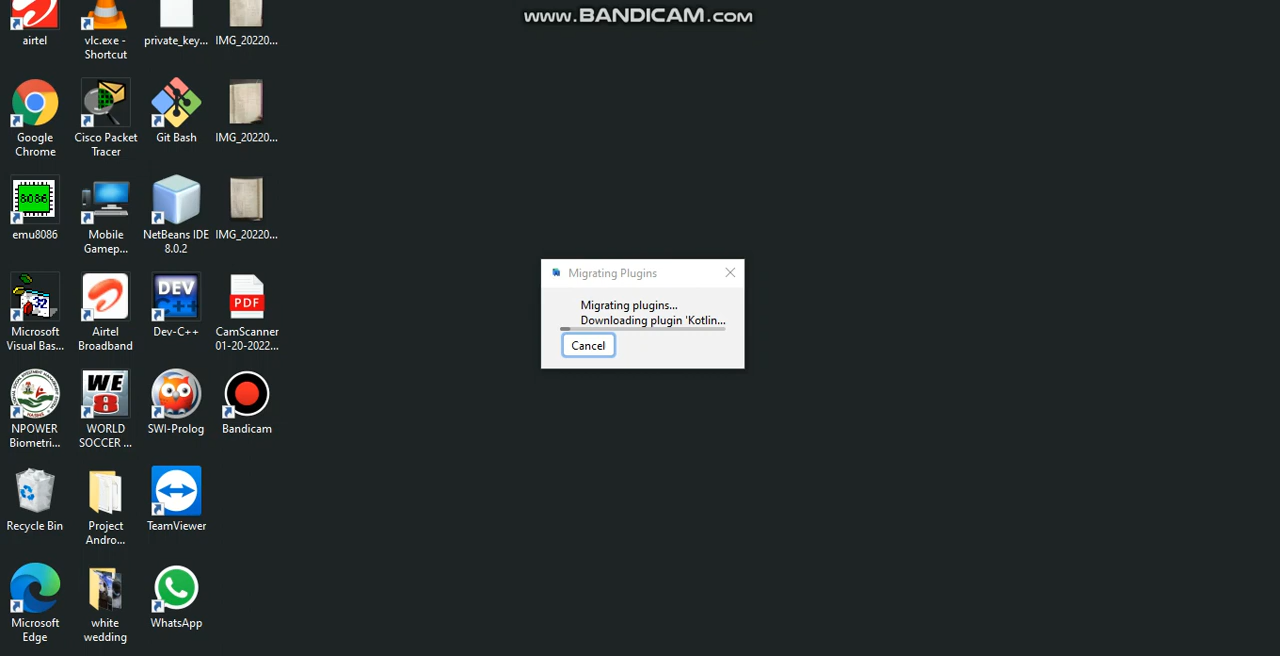 www.BANDICAM.com
airtel
vlc.exe -
Shortcut
private_key...
IMG_20220...
Google
Chrome
Cisco Packet
Tracer
Git Bash
IMG_20220...
8086
emu8086
Mobile
Gamep...
NetBeans IDE
8.0.2
IMG_20220...
32
Microsoft
Visual Bas...
Airtel
Broadband
DEV
C++
Dev-C++
PDF
CamScanner
01-20-2022...
NPOWER
Biometri...
WE
8
WORLD
SOCCER ...
SWI-Prolog
Bandicam
Recycle Bin
Project
Andro...
TeamViewer
Microsoft
Edge
white
wedding
WhatsApp
Migrating Plugins
Migrating plugins...
Downloading plugin 'Kotlin...
Cancel